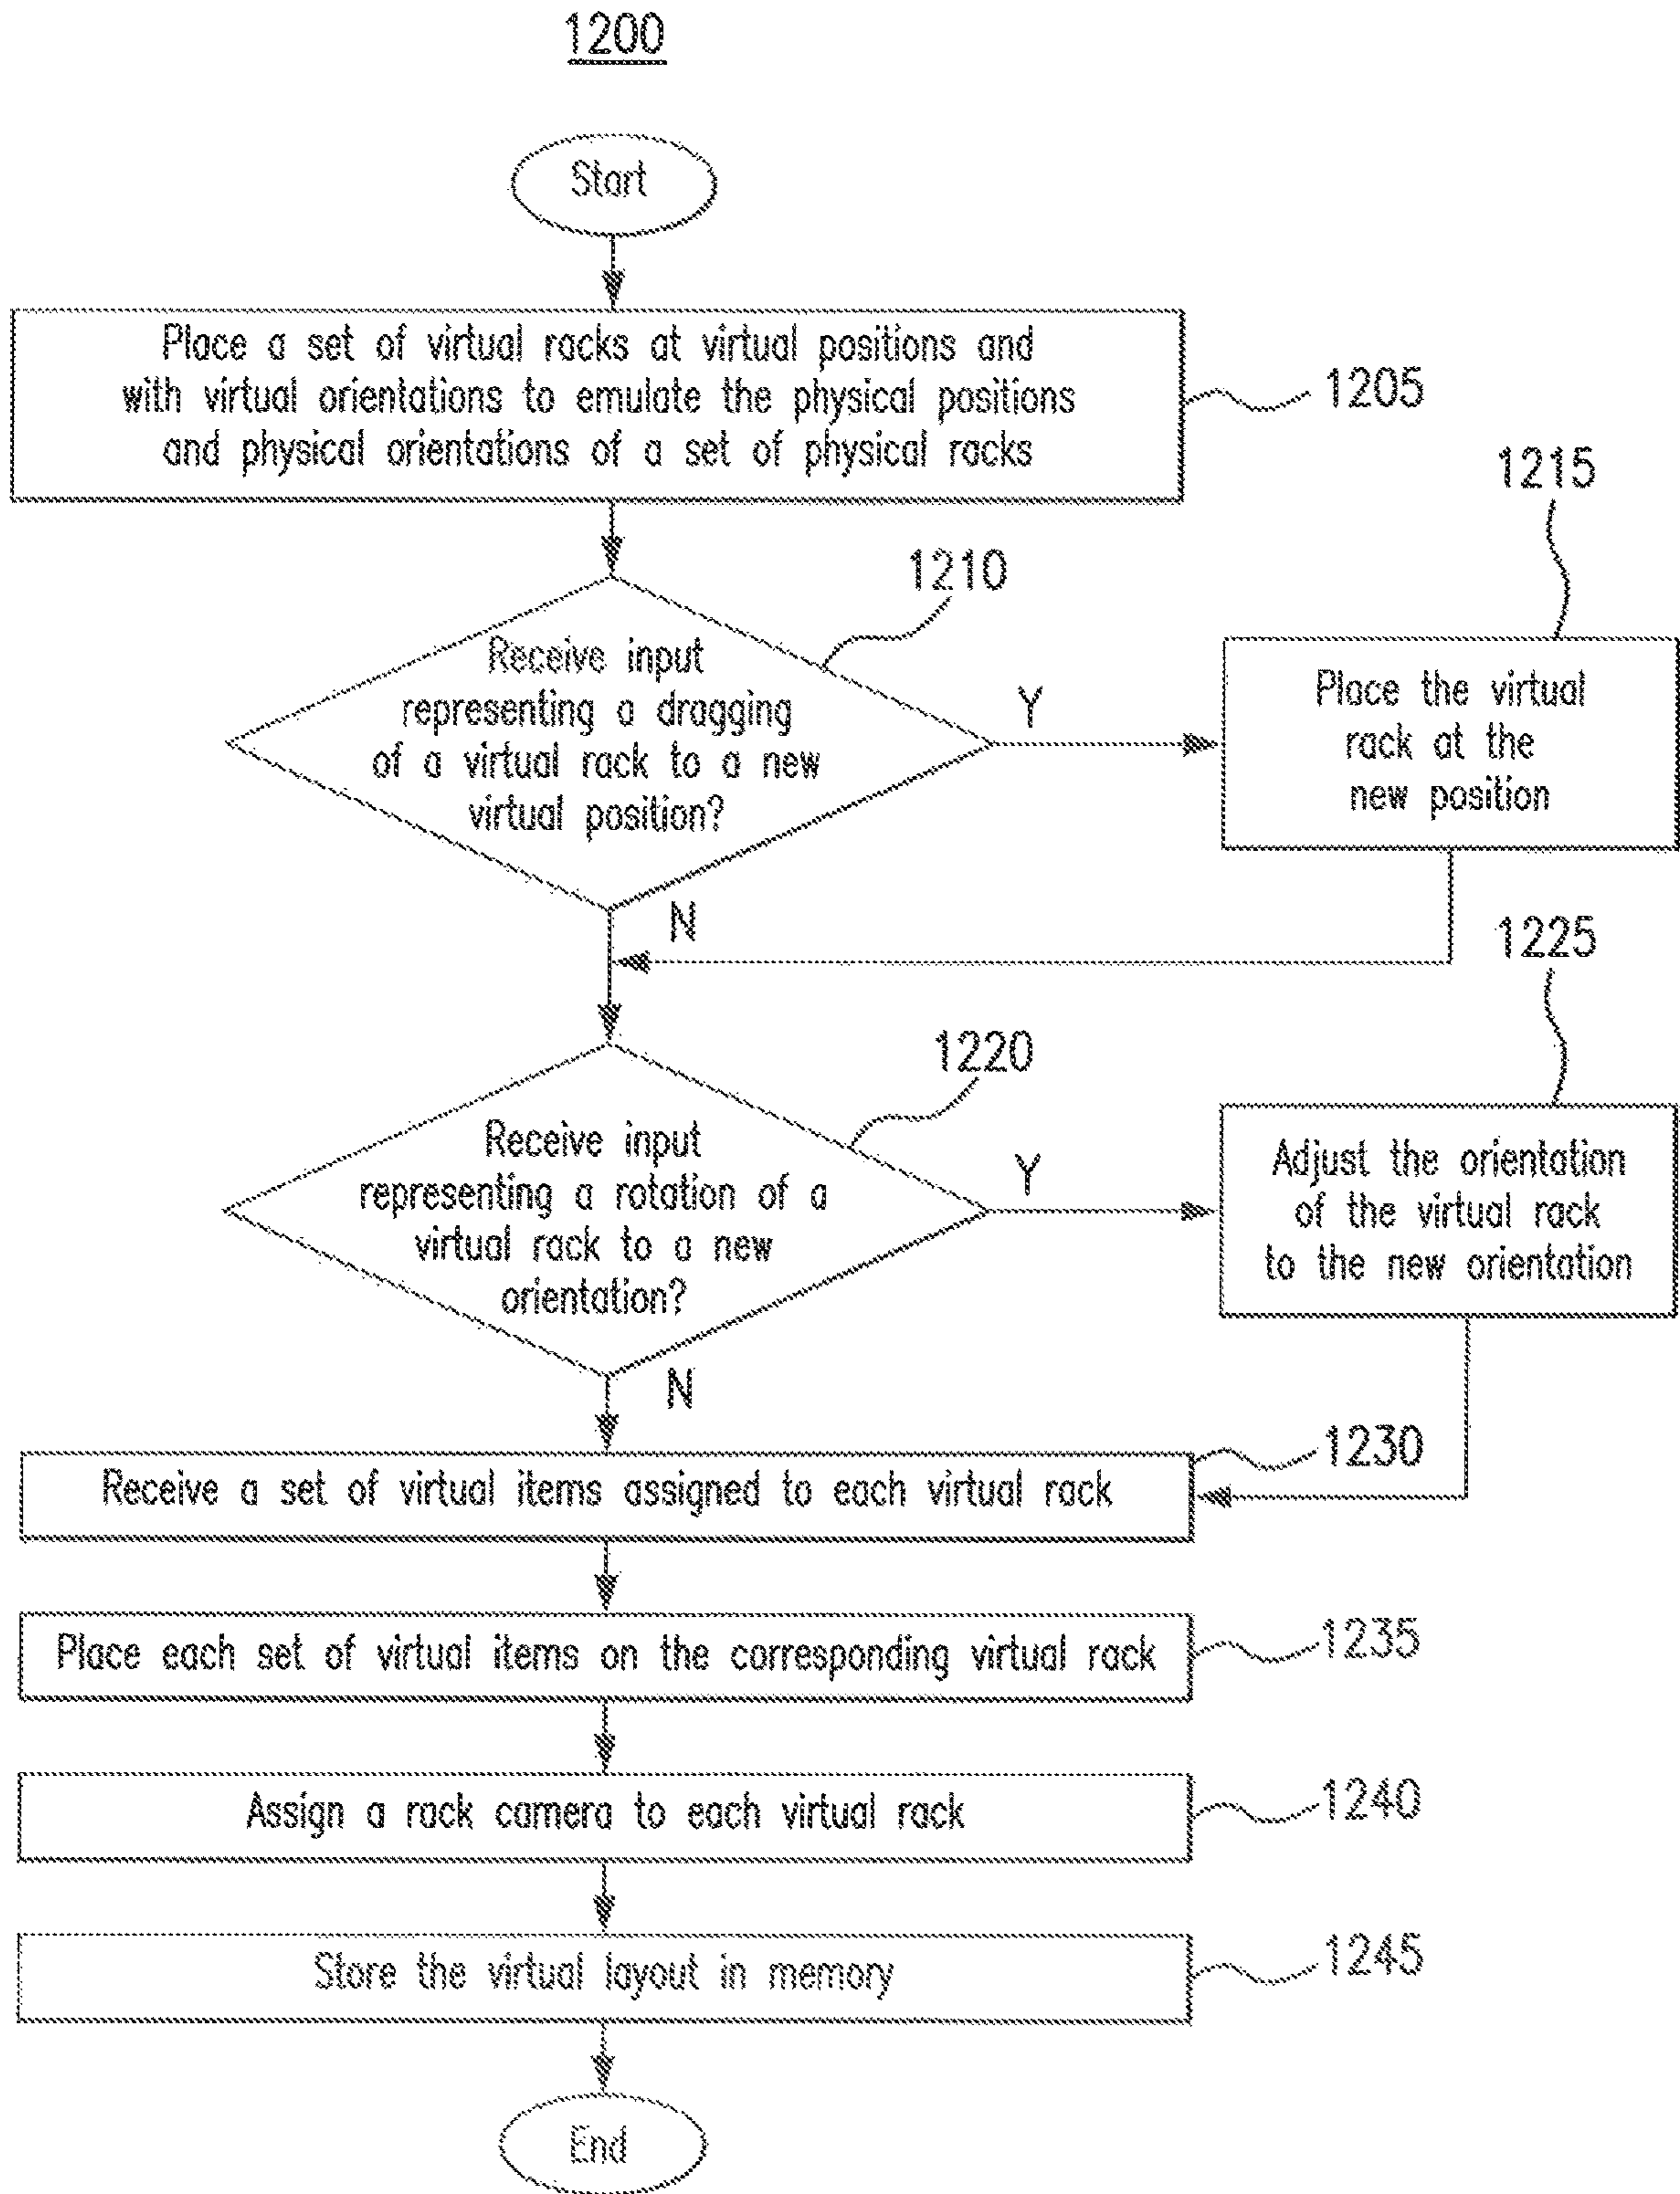 1200
Start
Place a set of virtual racks at virtual positions and
with virtual orientations to emulate the physical positions
and physical orientations of a set of physical racks
1205
1210
Receive input
representing a dragging
of a virtual rack to a new
virtual position?
Y
N
1215
Place the virtual
rack at the
new position
1220
Receive input
representing a rotation of a
virtual rack to a new
orientation?
Y
N
1225
Adjust the orientation
of the virtual rack
to the new orientation
Receive a set of virtual items assigned to each virtual rack
1230
Place each set of virtual items on the corresponding virtual rack
1235
Assign a rack camera to each virtual rack
1240
Store the virtual layout in memory
1245
End